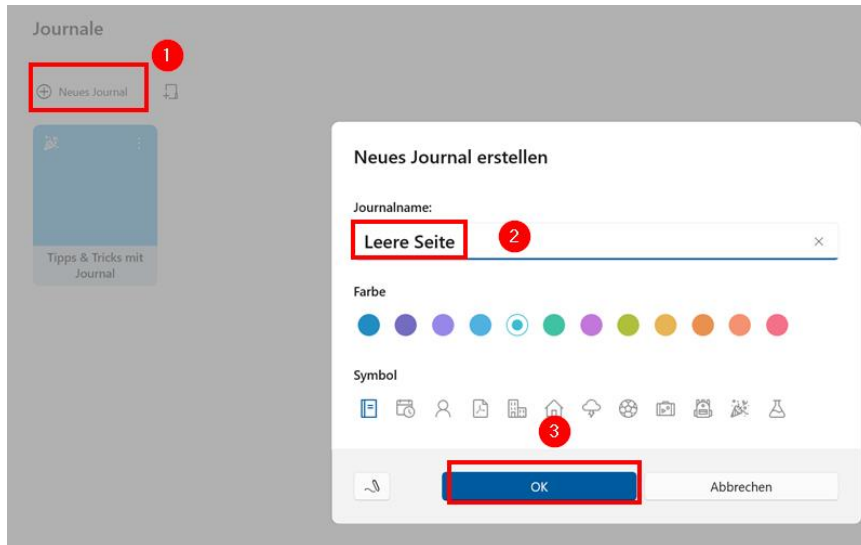 Journale
1
Neues Journal
Tipps & Tricks mit
Journal
Neues Journal erstellen
Journalname:
Leere Seite
2
Farbe
Symbol
3
OK
Abbrechen